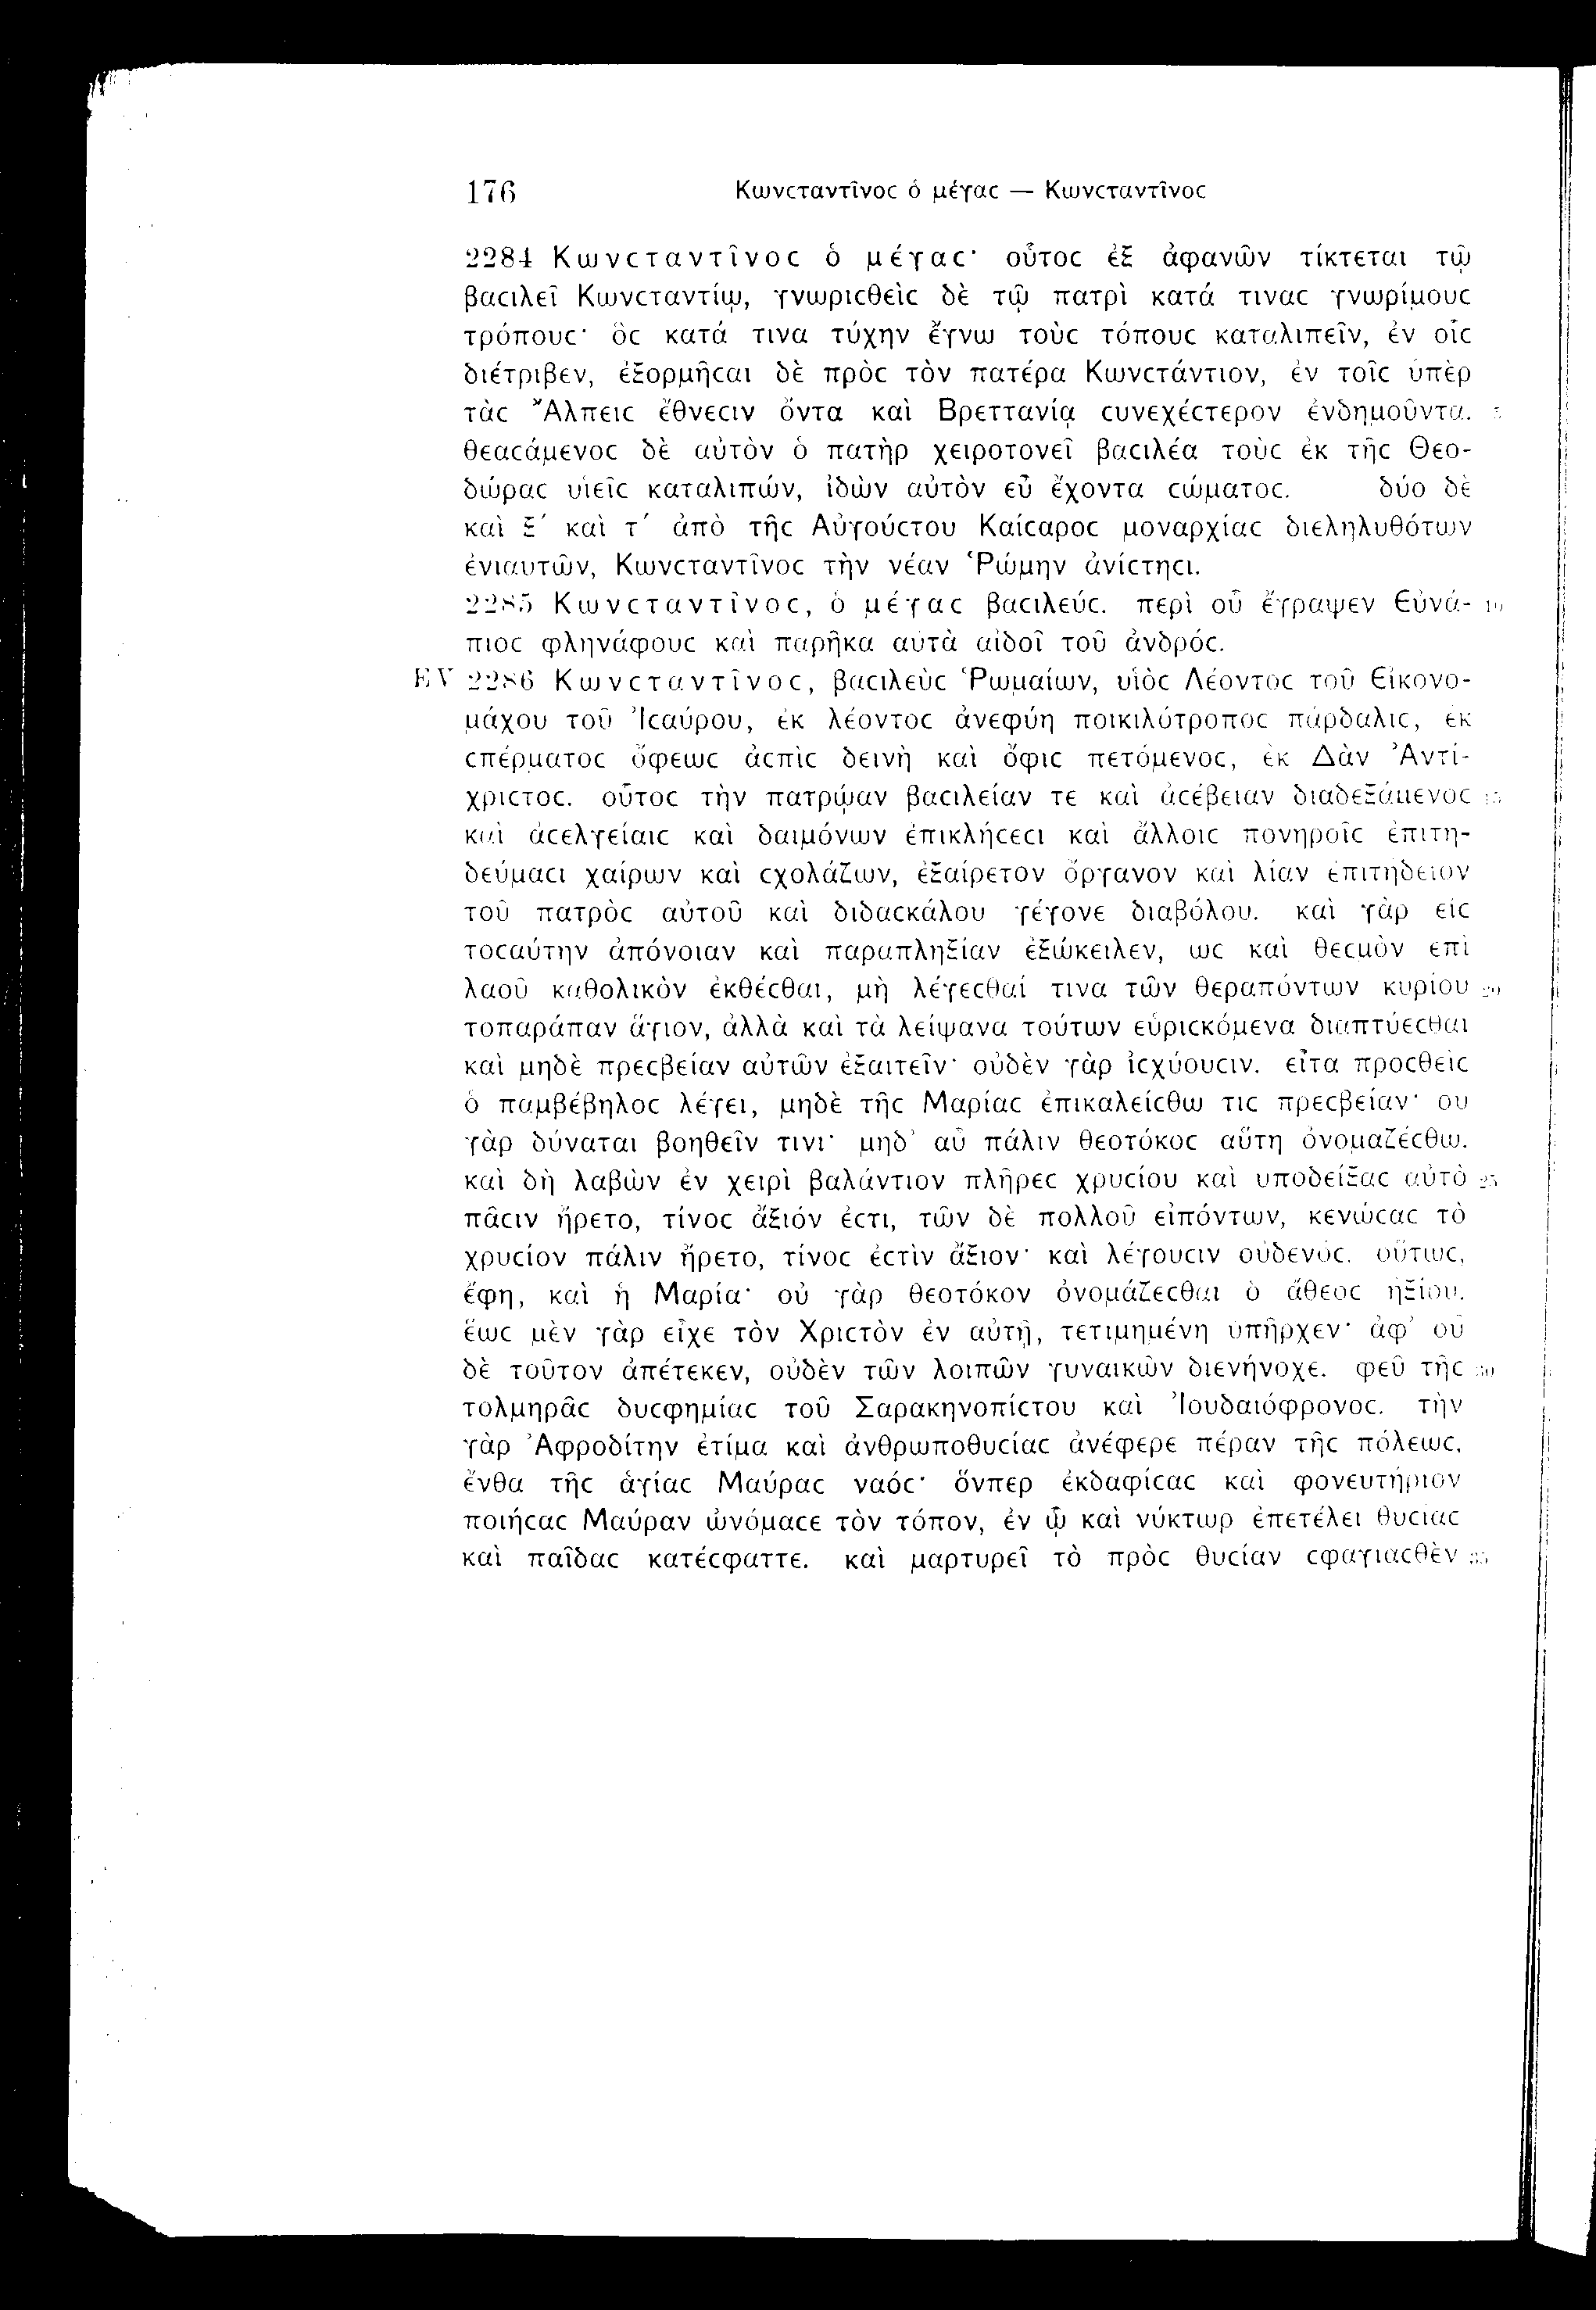 176 Κωνϲταντῖνοϲ ὁ μέγαϲ — Κωνϲταντῖνοϲ
2284 Κωνϲταντῖνοϲ ὁ μέγαϲ· οὗτοϲ ἐξ ἀφανῶν τίκτεται τῷ
βαϲιλεῖ Κωνϲταντίῳ, γνωριϲθεὶϲ δὲ τῷ πατρὶ κατά τιναϲ γνωρίμουϲ
τρόπουϲ· ὃϲ κατά τινα τύχην ἔγνω τοὺϲ τόπουϲ καταλιπεῖν, ἐν οἷϲ
διέτριβεν, ἐξορμῆϲαι δὲ πρὸϲ τὸν πατέρα Κωνϲτάντιον, ἐν τοῖϲ ὑπὲρ
τὰϲ Ἄλπειϲ ἔθνεϲιν ὄντα καὶ Βρεττανίᾳ ϲυνεχέϲτερον ἐνδημοῦντα. 5
θεαϲάμενοϲ δὲ αὐτὸν ὁ πατὴρ χειροτονεῖ βαϲιλέα τοὺϲ ἐκ τῆϲ Θεο-
δώραϲ υἱεῖϲ καταλιπών, ἰδὼν αὐτὸν εὖ ἔχοντα ϲώματοϲ. δύο δὲ
καὶ ξ΄ καὶ τ΄ ἀπὸ τῆϲ Αὐγούϲτου Καίϲαροϲ μοναρχίαϲ διεληλυθότων
ἐνιαυτῶν, Κωνϲταντῖνοϲ τὴν νέαν Ῥώμην ἀνίϲτηϲι.
2285 Κωνϲταντῖνοϲ, ὁ μέγαϲ βαϲιλεύϲ. περὶ οὗ ἔγραψεν Εὐνά- 10
πιοϲ φληνάφουϲ καὶ παρῆκα αὐτὰ αἰδοῖ τοῦ ἀνδρόϲ.
EV 2286 Κωνϲταντῖνοϲ, βαϲιλεὺϲ Ῥωμαίων, υἱὸϲ Λέοντοϲ τοῦ Εἰκονο-
μάχου τοῦ Ἰϲαύρου, ἐκ λέοντοϲ ἀνεφύη ποικιλότροποϲ πάρδαλιϲ, ἐκ
ϲπέρματοϲ ὄφεωϲ ἀϲπὶϲ δεινὴ καὶ ὄφιϲ πετόμενοϲ, ἐκ Δὰν Ἀντί-
χριϲτοϲ. οὗτοϲ τὴν πατρῴαν βαϲιλείαν τε καὶ ἀϲέβειαν διαδεξάμενοϲ 15
καὶ ἀϲελγείαιϲ καὶ δαιμόνων ἐπικλήϲεϲι καὶ ἄλλοιϲ πονηροῖϲ ἐπιτη-
δεύμαϲι χαίρων καὶ ϲχολάζων, ἐξαίρετον ὄργανον καὶ λίαν ἐπιτήδειον
τοῦ πατρὸϲ αὐτοῦ καὶ διδαϲκάλου γέγονε διαβόλου. καὶ γὰρ εἰϲ
τοϲαύτην ἀπόνοιαν καὶ παραπληξίαν ἐξώκειλεν, ὡϲ καὶ θεϲμὸν ἐπὶ
λαοῦ καθολικὸν ἐκθέϲθαι, μὴ λέγεϲθαί τινα τῶν θεραπόντων κυρίου 20
τοπαράπαν ἅγιον, ἀλλὰ καὶ τὰ λείψανα τούτων εὑριϲκόμενα διαπτύεϲθαι
καὶ μηδὲ πρεϲβείαν αὐτῶν ἐξαιτεῖν· οὐδὲν γὰρ ἰϲχύουϲιν. εἶτα προϲθεὶϲ
ὁ παμβέβηλοϲ λέγει, μηδὲ τῆϲ Μαρίαϲ ἐπικαλείϲθω τιϲ πρεϲβείαν· οὐ
γὰρ δύναται βοηθεῖν τινι· μηδ᾽ αὖ πάλιν θεοτόκοϲ αὕτη ὀνομαζέϲθω.
καὶ δὴ λαβὼν ἐν χειρὶ βαλάντιον πλῆρεϲ χρυϲίου καὶ ὑποδείξαϲ αὐτὸ 25
πᾶϲιν ἤρετο, τίνοϲ ἄξιόν ἐϲτι, τῶν δὲ πολλοῦ εἰπόντων, κενώϲαϲ τὸ
χρυϲίον πάλιν ἤρετο, τίνοϲ ἐϲτὶν ἄξιον· καὶ λέγουϲιν οὐδενόϲ. οὕτωϲ,
ἔφη, καὶ ἡ Μαρία· οὐ γὰρ θεοτόκον ὀνομάζεϲθαι ὁ ἄθεοϲ ἠξίου.
ἕωϲ μὲν γὰρ εἶχε τὸν Χριϲτὸν ἐν αὐτῇ, τετιμημένη ὑπῆρχεν· ἀφ᾽ οὗ
δὲ τοῦτον ἀπέτεκεν, οὐδὲν τῶν λοιπῶν γυναικῶν διενήνοχε. φεῦ τῆϲ 30
τολμηρᾶϲ δυϲφημίαϲ τοῦ Σαρακηνοπίϲτου καὶ Ἰουδαιόφρονοϲ. τὴν
γὰρ Ἀφροδίτην ἐτίμα καὶ ἀνθρωποθυϲίαϲ ἀνέφερε πέραν τῆϲ πόλεωϲ,
ἔνθα τῆϲ ἁγίαϲ Μαύραϲ ναόϲ· ὅνπερ ἐκδαφίϲαϲ καὶ φονευτήριον
ποιήϲαϲ Μαύραν ὠνόμαϲε τὸν τόπον, ἐν ᾧ καὶ νύκτωρ ἐπετέλει θυϲίαϲ
καὶ παῖδαϲ κατέϲφαττε. καὶ μαρτυρεῖ τὸ πρὸϲ θυϲίαν ϲφαγιαϲθὲν 35